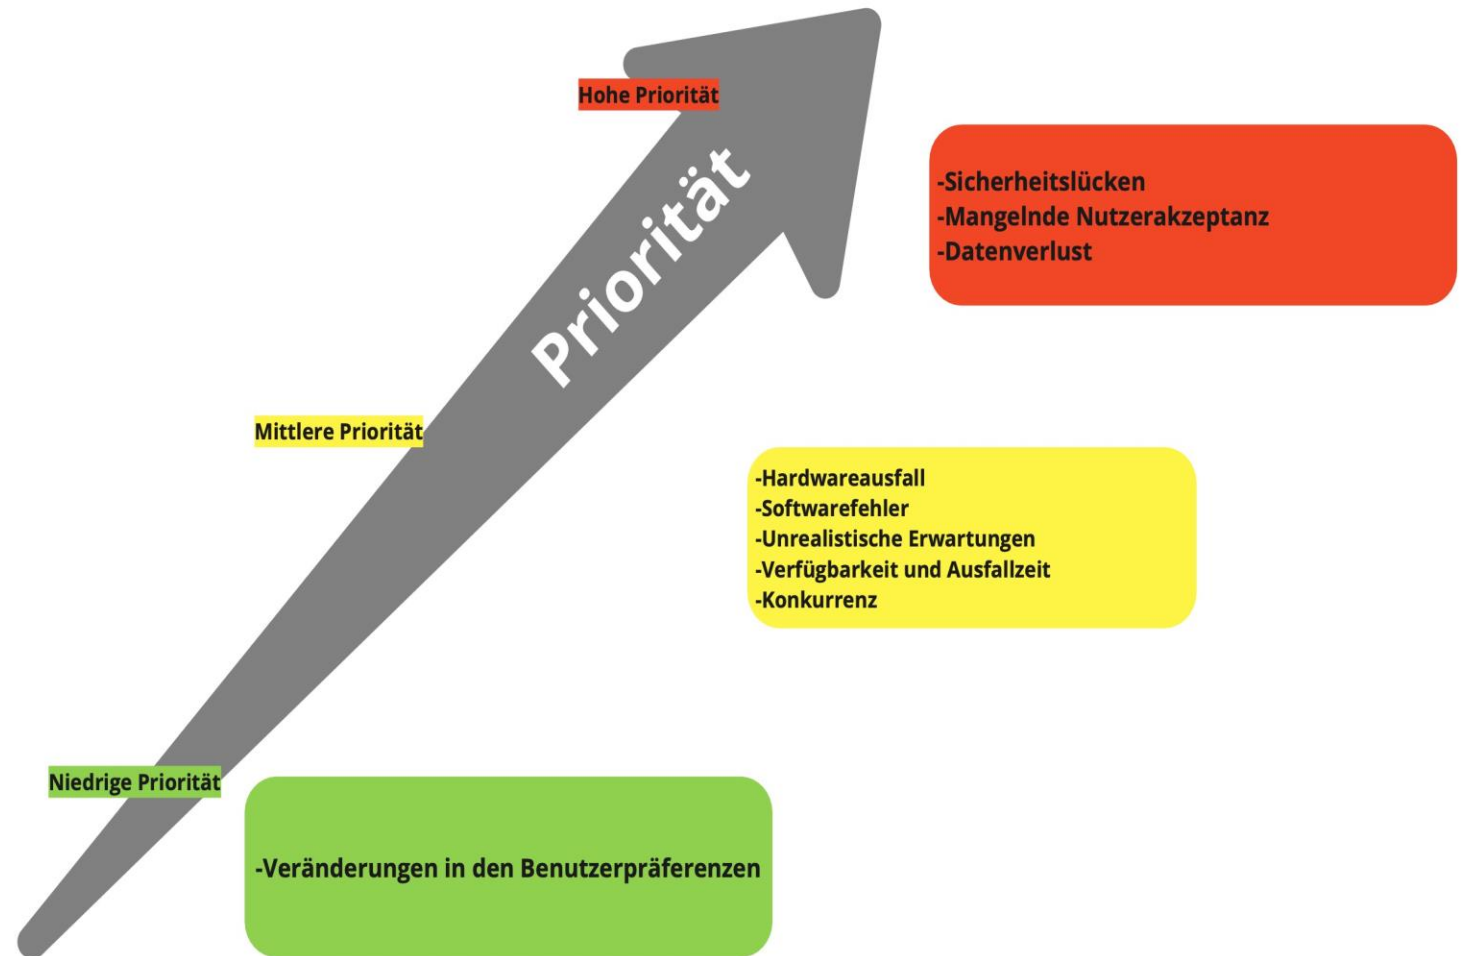 Hohe Priorität
Priorität
-Sicherheitslücken
-Mangelnde Nutzerakzeptanz
-Datenverlust
Mittlere Priorität
-Hardwareausfall
-Softwarefehler
-Unrealistische Erwartungen
-Verfügbarkeit und Ausfallzeit
-Konkurrenz
Niedrige Priorität
-Veränderungen in den Benutzerpräferenzen